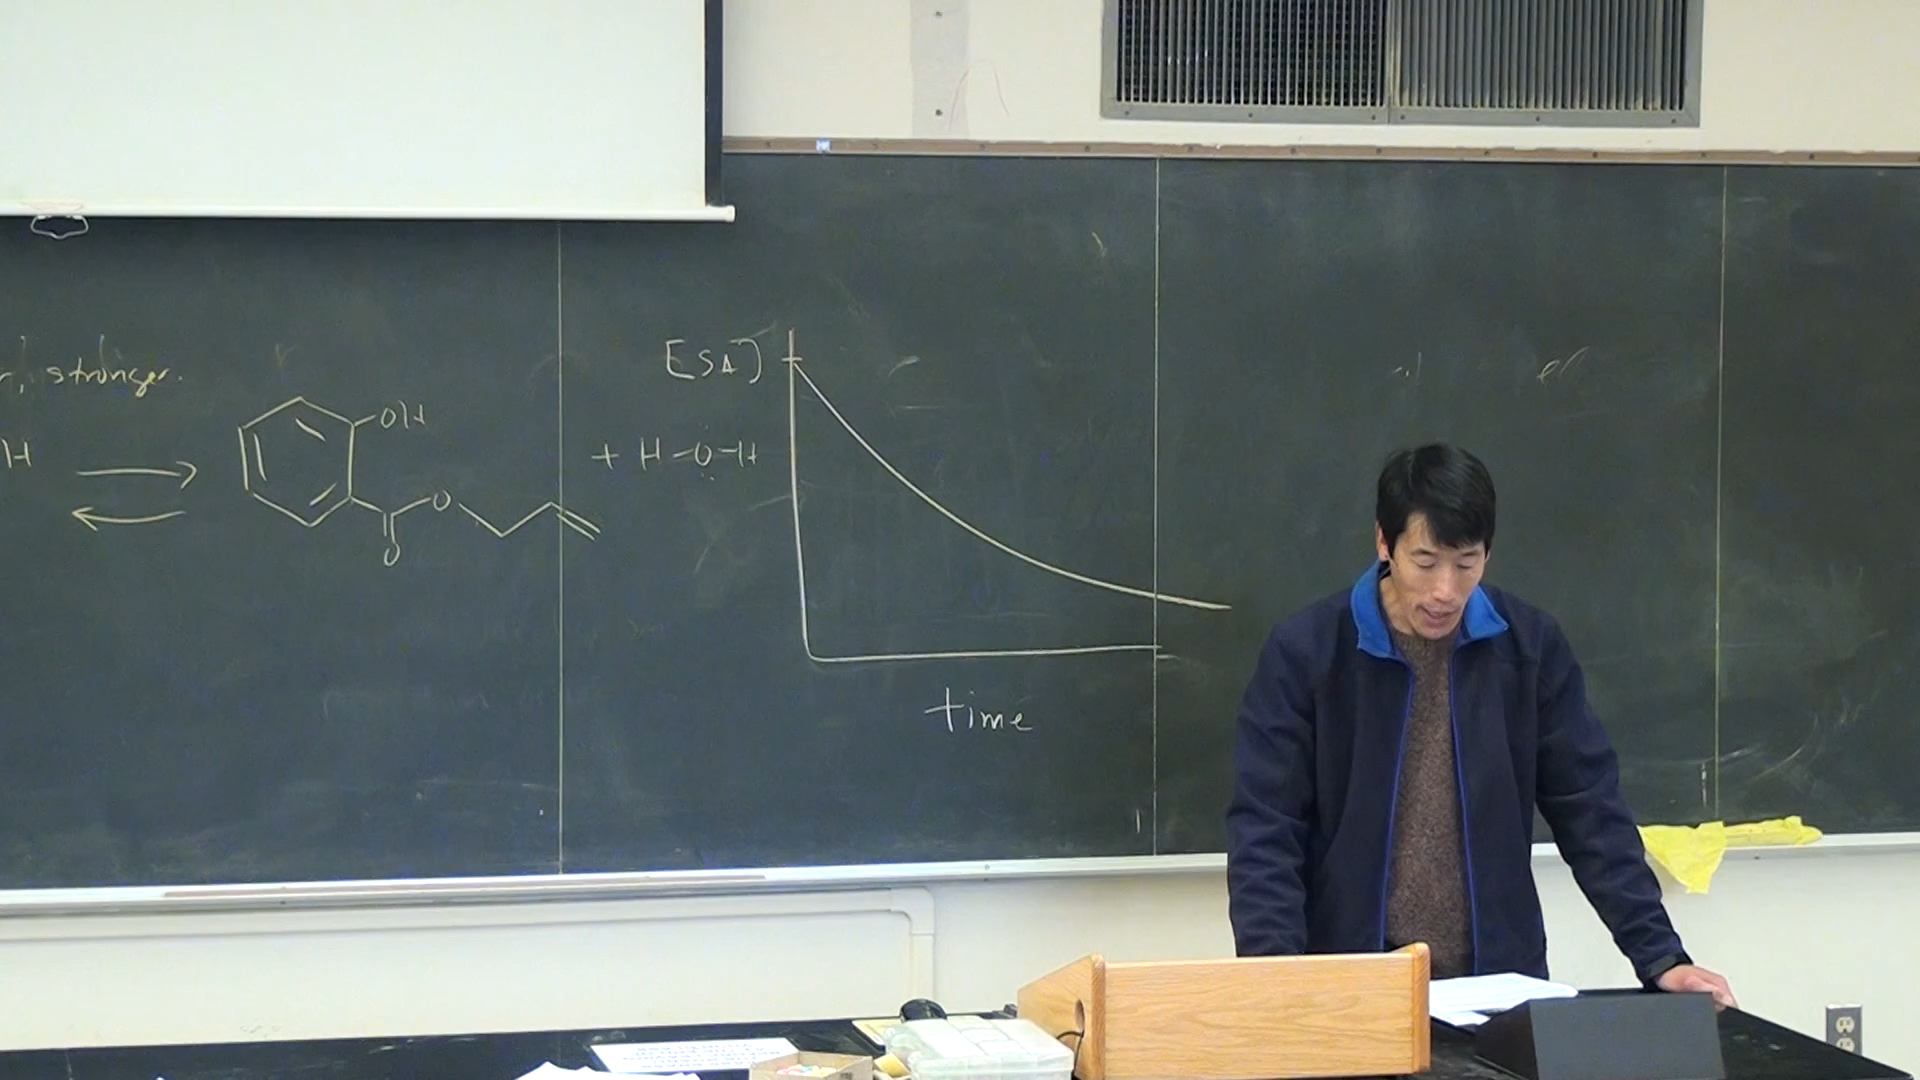 r, stronger.
[SA]
OH
H
+ H-O-H
O
O
time